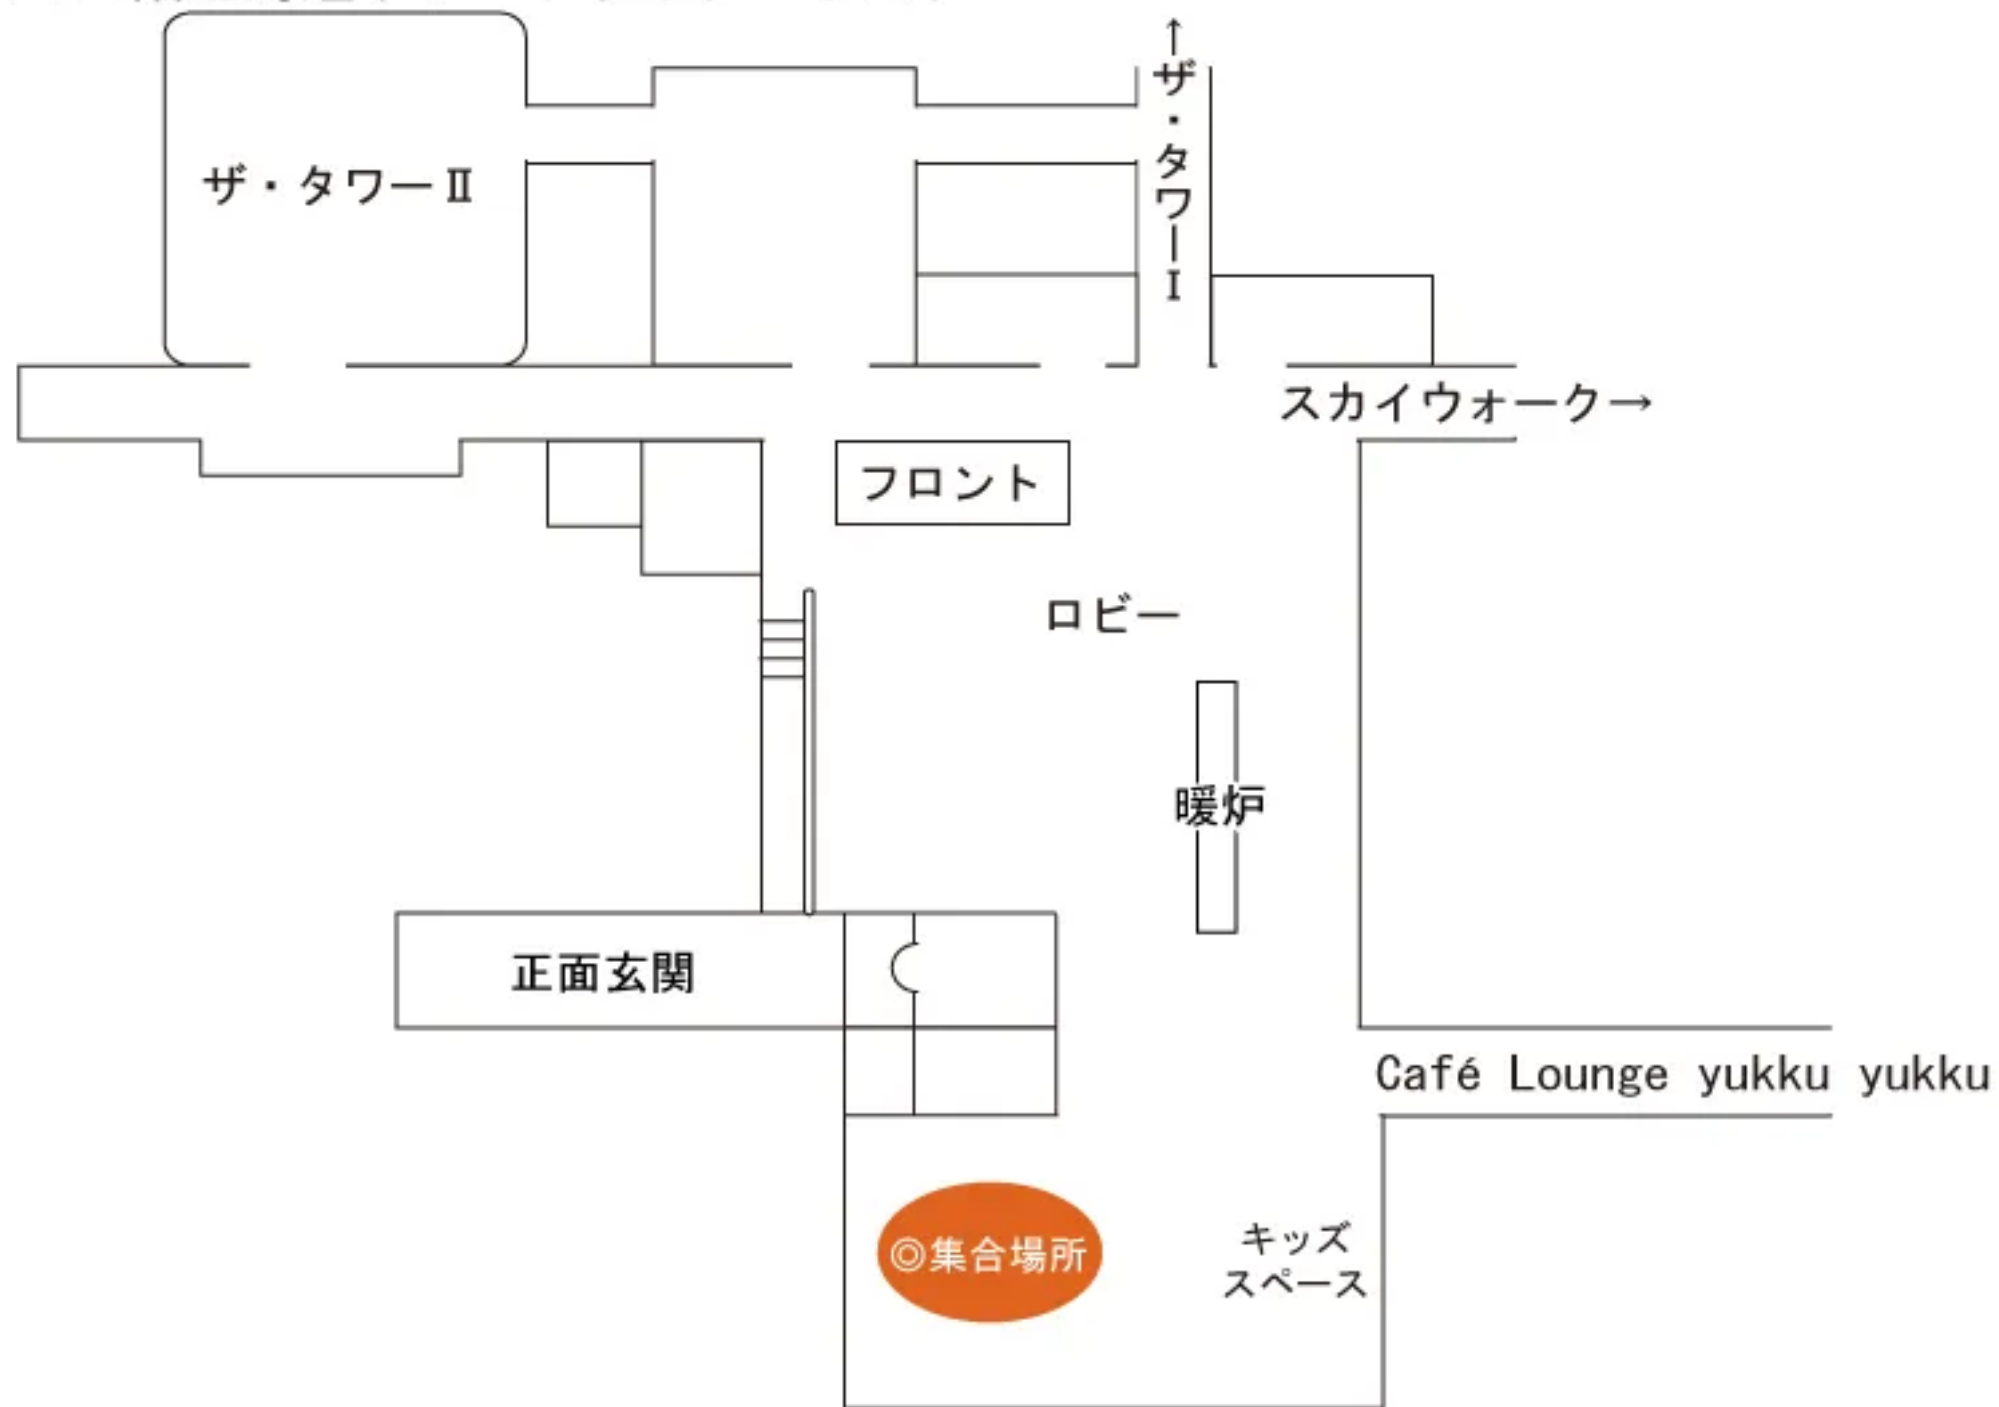 ↑ザ・タワーⅠ
ザ・タワーⅡ
スカイウォーク→
フロント
ロビー
暖炉
正面玄関
Café Lounge yukku yukku
◎集合場所
キッズ
スペース